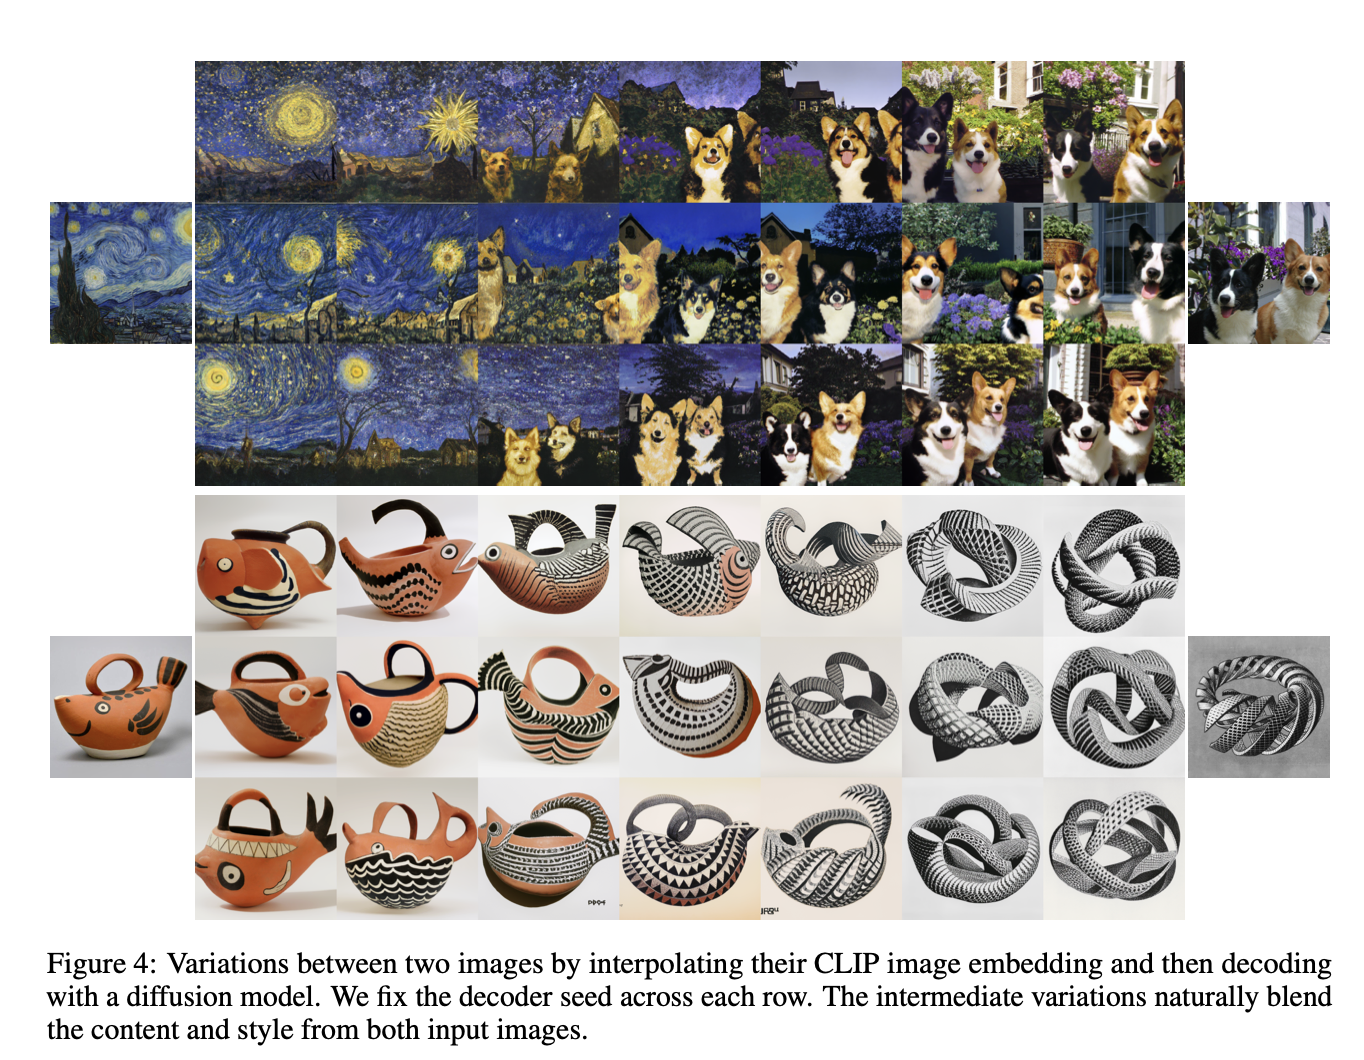 Figure 4: Variations between two images by interpolating their CLIP image embedding and then decoding
with a diffusion model. We fix the decoder seed across each row. The intermediate variations naturally blend
the content and style from both input images.